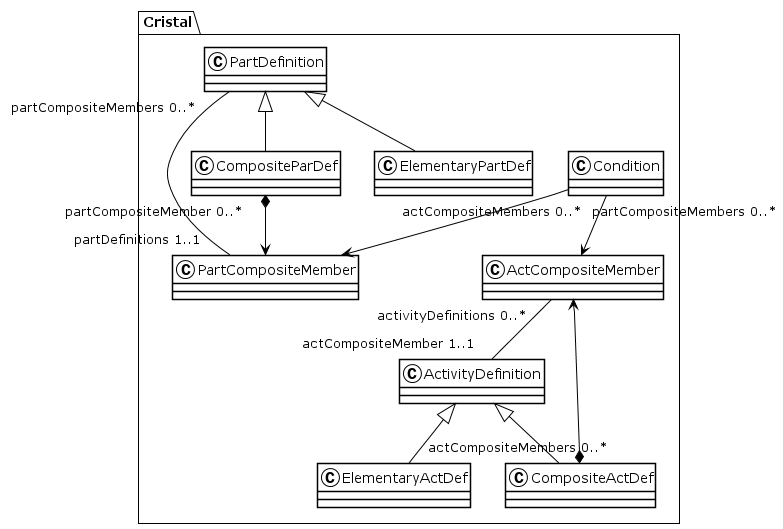 Cristal
C PartDefinition
partCompositeMembers 0..*
C CompositeParDef
C ElementaryPartDef
C Condition
partCompositeMember 0..*
actCompositeMembers 0..*
partCompositeMembers 0..*
partDefinitions 1..1
C PartCompositeMember
C ActCompositeMember
activityDefinitions 0..*
actCompositeMember 1..1
C ActivityDefinition
actCompositeMembers 0..*
C ElementaryActDef
C CompositeActDef